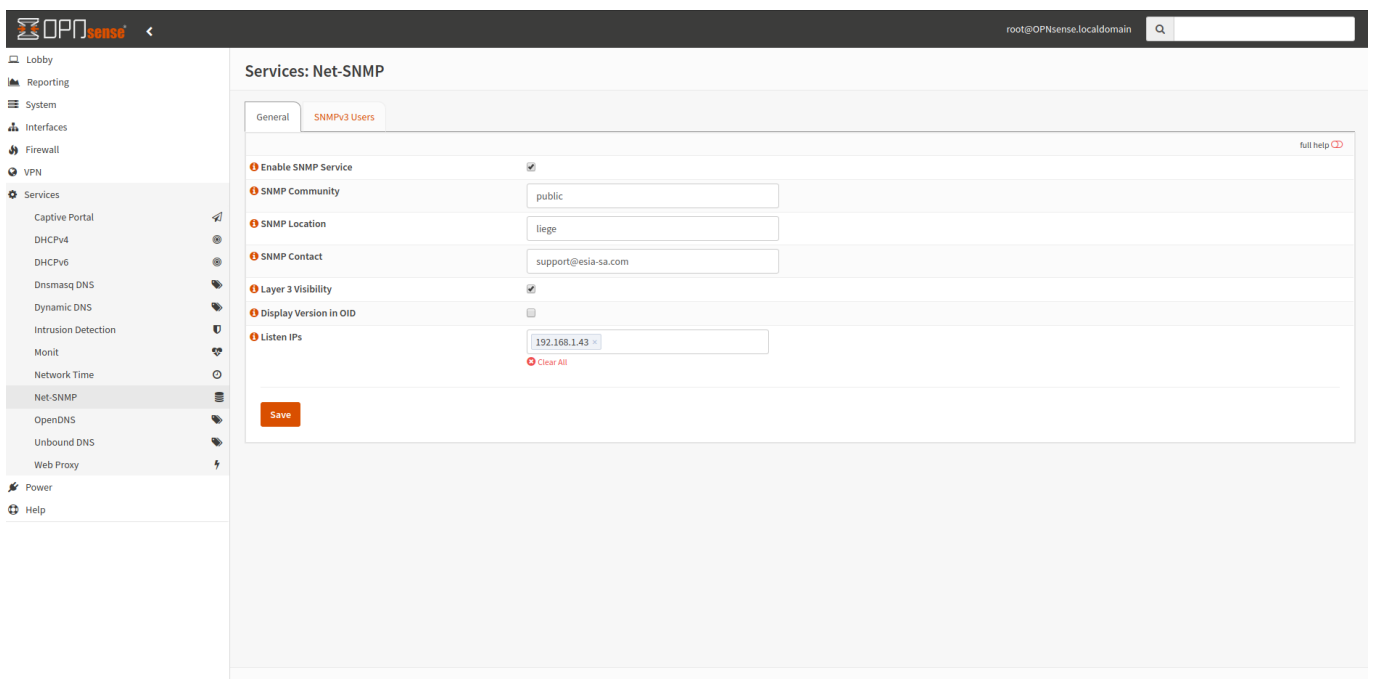 OPNsense
root@OPNsense.localdomain
Lobby
Reporting
System
Interfaces
Firewall
VPN
Services
Captive Portal
DHCPv4
DHCPv6
Dnsmasq DNS
Dynamic DNS
Intrusion Detection
Monit
Network Time
Net-SNMP
OpenDNS
Unbound DNS
Web Proxy
Power
Help
Services: Net-SNMP
General SNMPv3 Users
full help
Enable SNMP Service
SNMP Community public
SNMP Location liege
SNMP Contact support@esia-sa.com
Layer 3 Visibility
Display Version in OID
Listen IPs 192.168.1.43 ×
Clear All
Save